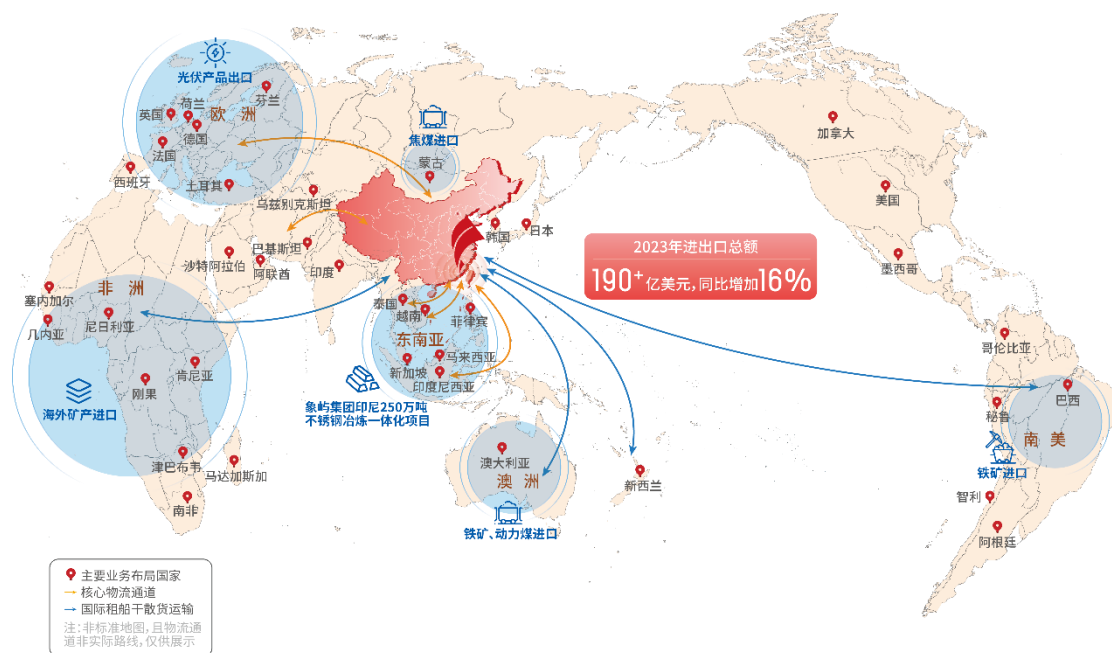 光伏产品出口
芬兰
荷兰
英国
欧 洲
德国
法国
西班牙
土耳其
焦煤进口
蒙古
乌兹别克斯坦
巴基斯坦
沙特阿拉伯
阿联酋
印度
韩国
日本
加拿大
美国
墨西哥
2023年进出口总额
190+亿美元,同比增加16%
非 洲
塞内加尔
几内亚
尼日利亚
肯尼亚
刚果
海外矿产进口
津巴布韦
马达加斯加
南非
泰国
越南
菲律宾
东南亚
马来西亚
新加坡
印度尼西亚
象屿集团印尼250万吨
不锈钢冶炼一体化项目
澳大利亚
澳 洲
铁矿、动力煤进口
新西兰
哥伦比亚
巴西
秘鲁
南 美
铁矿进口
智利
阿根廷
主要业务布局国家
核心物流通道
国际租船干散货运输
注:非标准地图,且物流通
道非实际路线,仅供展示